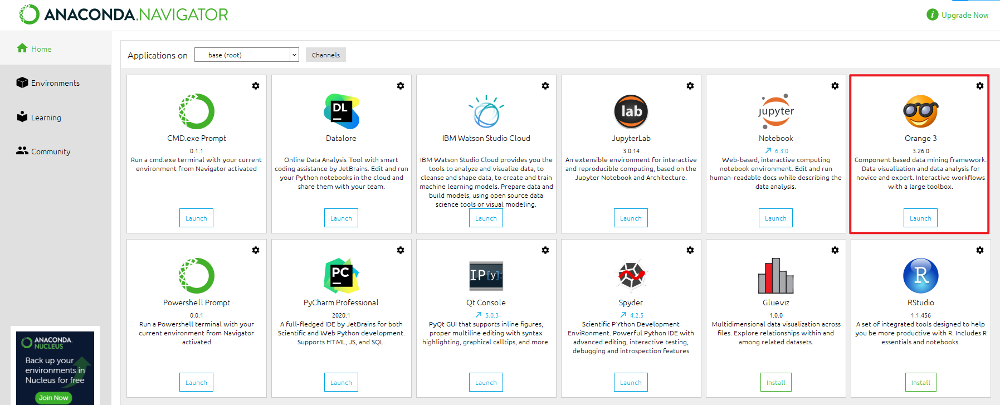 ANACONDA.NAVIGATOR
Upgrade Now
Home
Environments
Learning
Community
Applications on
base (root)
Channels
CMD.exe Prompt
0.1.1
Run a cmd.exe terminal with your current
environment from Navigator activated
Launch
DL
Datalore
Online Data Analysis Tool with smart
coding assistance by JetBrains. Edit and run
your Python notebooks in the cloud and
share them with your team.
Launch
IBM Watson Studio Cloud
IBM Watson Studio Cloud provides you the
tools to analyze and visualize data, to
cleanse and shape data, to create and train
machine learning models. Prepare data and
build models, using open source data
science tools or visual modeling.
Launch
lab
JupyterLab
3.0.14
An extensible environment for interactive
and reproducible computing, based on the
Jupyter Notebook and Architecture.
Launch
jupyter
Notebook
6.3.0
Web-based, interactive computing
notebook environment. Edit and run
human-readable docs while describing the
data analysis.
Launch
Orange 3
3.26.0
Component based data mining framework.
Data visualization and data analysis for
novice and expert. Interactive workflows
with a large toolbox.
Launch
Powershell Prompt
0.0.1
Run a Powershell terminal with your
current environment from Navigator
activated
Launch
PC
PyCharm Professional
2020.1
A full-fledged IDE by JetBrains for both
Scientific and Web Python development.
Supports HTML, JS, and SQL.
Launch
IP[y]:
Qt Console
5.0.3
PyQt GUI that supports inline figures,
proper multiline editing with syntax
highlighting, graphical calltips, and more.
Launch
Spyder
4.2.5
Scientific PYthon Development
EnviRonment. Powerful Python IDE with
advanced editing, interactive testing,
debugging and introspection features
Launch
Glueviz
1.0.0
Multidimensional data visualization across
files. Explore relationships within and
among related datasets.
Install
R
RStudio
1.1.456
A set of integrated tools designed to help
you be more productive with R. Includes R
essentials and notebooks.
Install
ANACONDA.
NUCLEUS
Back up your
environments in
Nucleus for free
Join Now